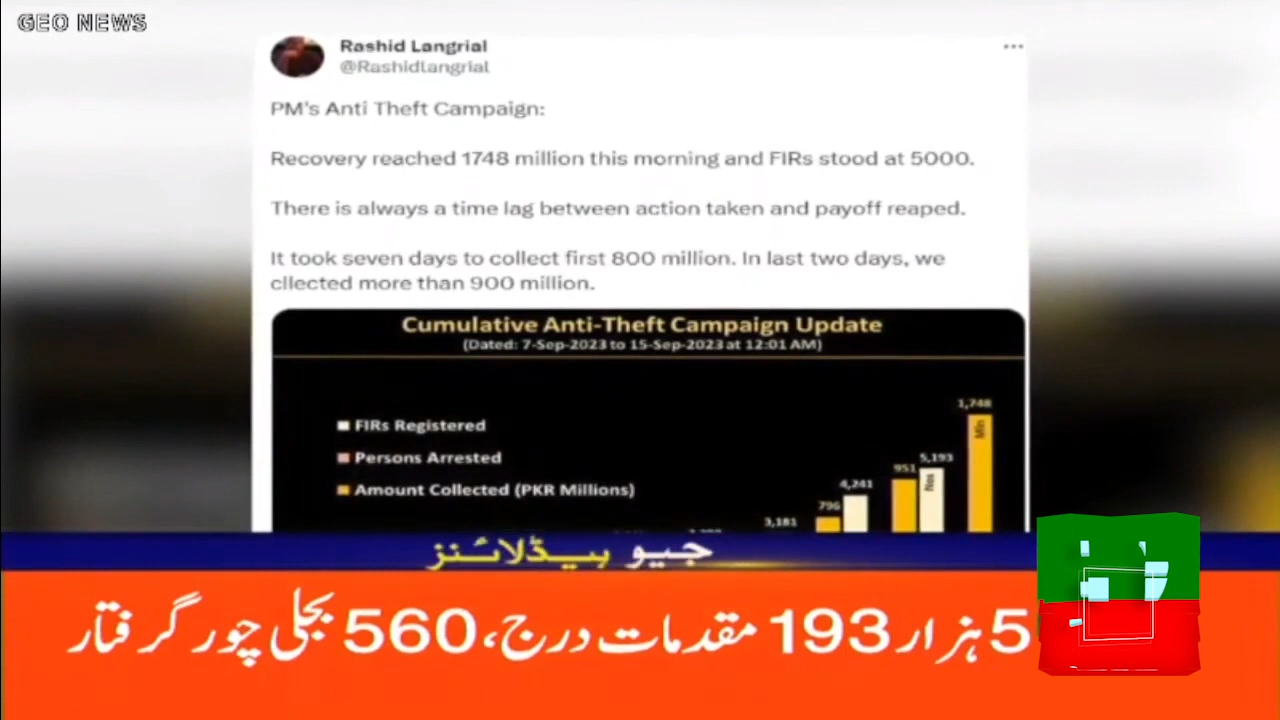 GEO NEWS
Rashid Langrial
@RashidLangrial
PM's Anti Theft Campaign:
Recovery reached 1748 million this morning and FIRs stood at 5000.
There is always a time lag between action taken and payoff reaped.
It took seven days to collect first 800 million. In last two days, we
cllected more than 900 million.
Cumulative Anti-Theft Campaign Update
(Dated: 7-Sep-2023 to 15-Sep-2023 at 12:01 AM)
FIRs Registered
Persons Arrested
Amount Collected (PKR Millions)
3,181
796
4,241
951
5,193
Nos
1,748
Mln
جیو ہیڈلائنز
5 ہزار 193 مقدمات درج، 560 بجلی چور گرفتار